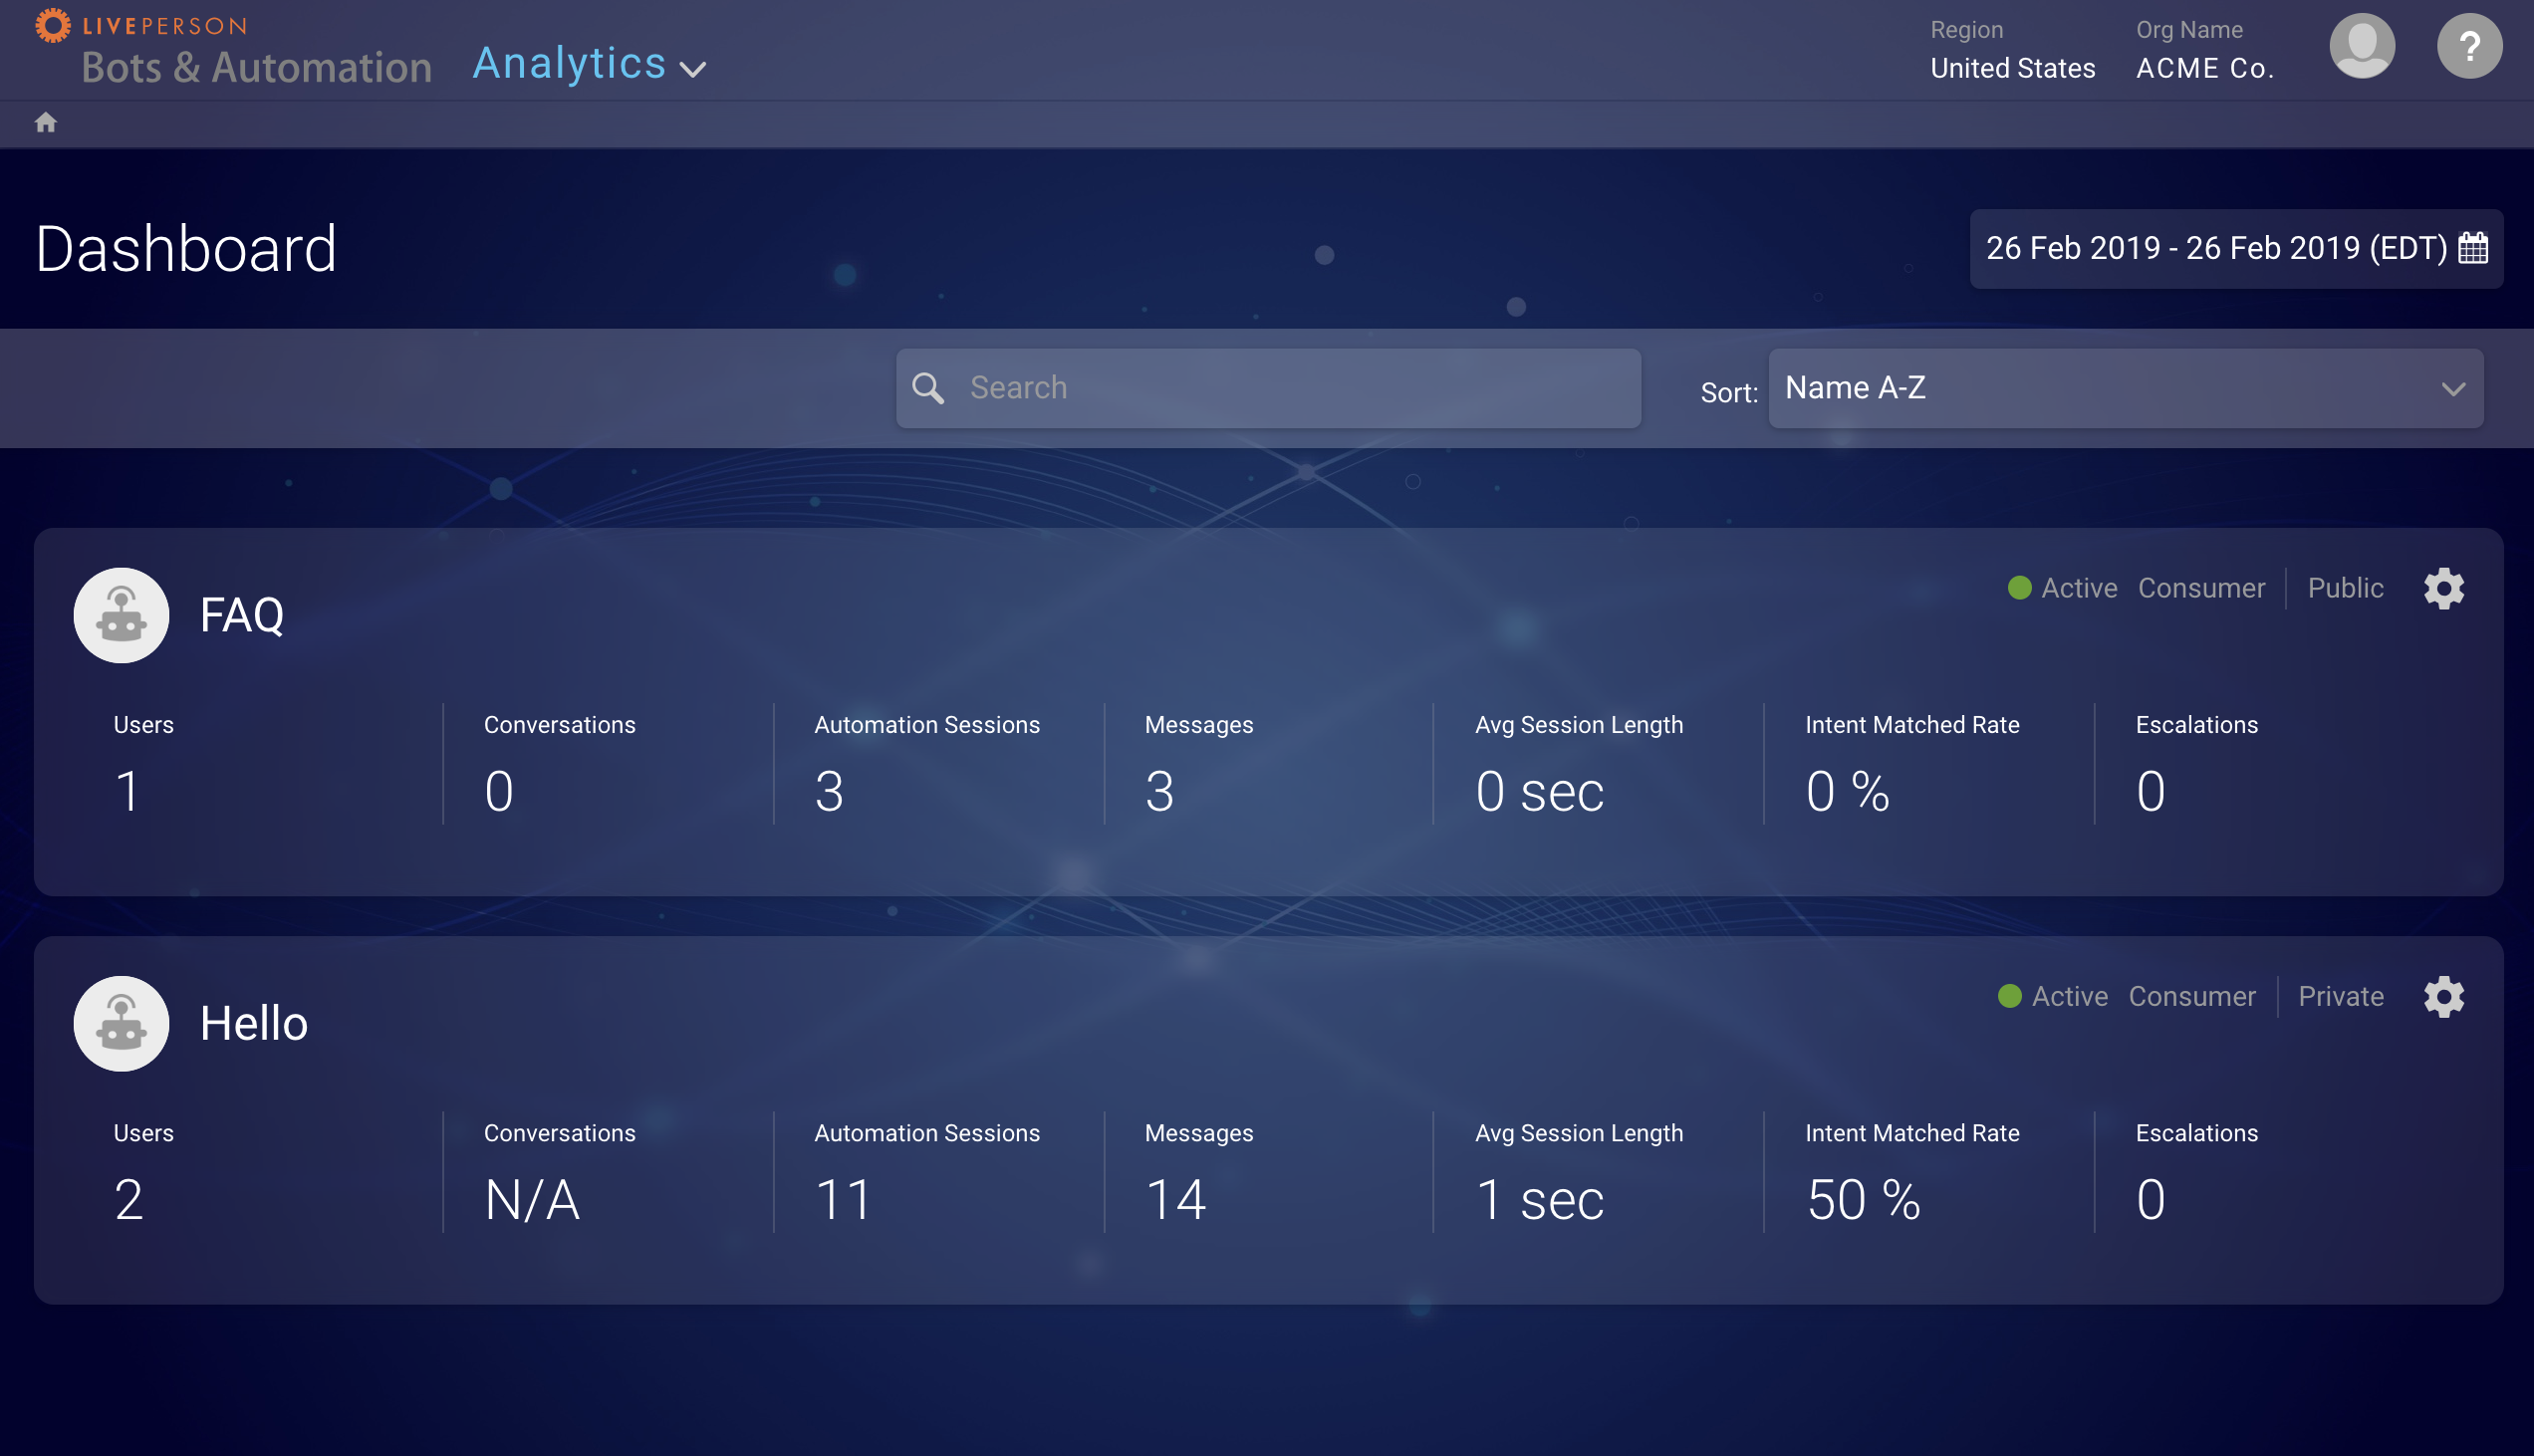 LIVEPERSON
Bots & Automation
Analytics
Region
United States
Org Name
ACME Co.
?
Dashboard
26 Feb 2019 - 26 Feb 2019 (EDT)
Search
Sort:
Name A-Z
FAQ
Active Consumer Public
Users
1
Conversations
0
Automation Sessions
3
Messages
3
Avg Session Length
0 sec
Intent Matched Rate
0 %
Escalations
0
Hello
Active Consumer Private
Users
2
Conversations
N/A
Automation Sessions
11
Messages
14
Avg Session Length
1 sec
Intent Matched Rate
50 %
Escalations
0